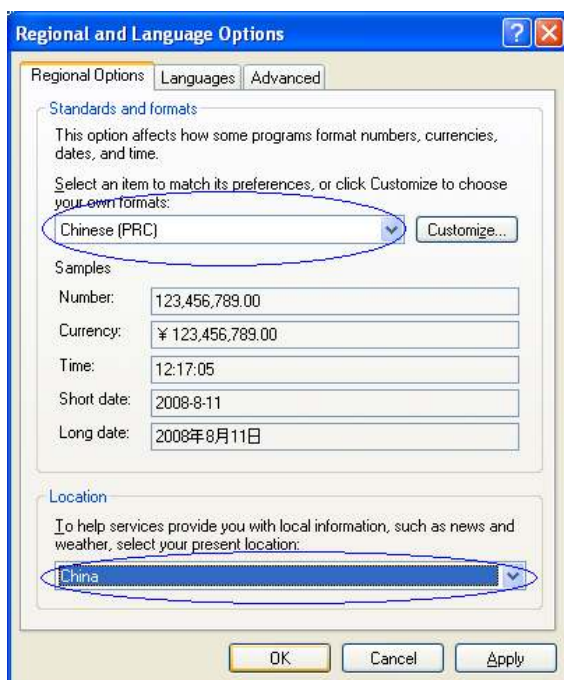 Regional and Language Options
Regional Options Languages Advanced
Standards and formats
This option affects how some programs format numbers, currencies,
dates, and time.
Select an item to match its preferences, or click Customize to choose
your own formats:
Chinese (PRC) Customize...
Samples
Number: 123,456,789.00
Currency: ¥ 123,456,789.00
Time: 12:17:05
Short date: 2008-8-11
Long date: 2008年8月11日
Location
To help services provide you with local information, such as news and
weather, select your present location:
China
OK Cancel Apply